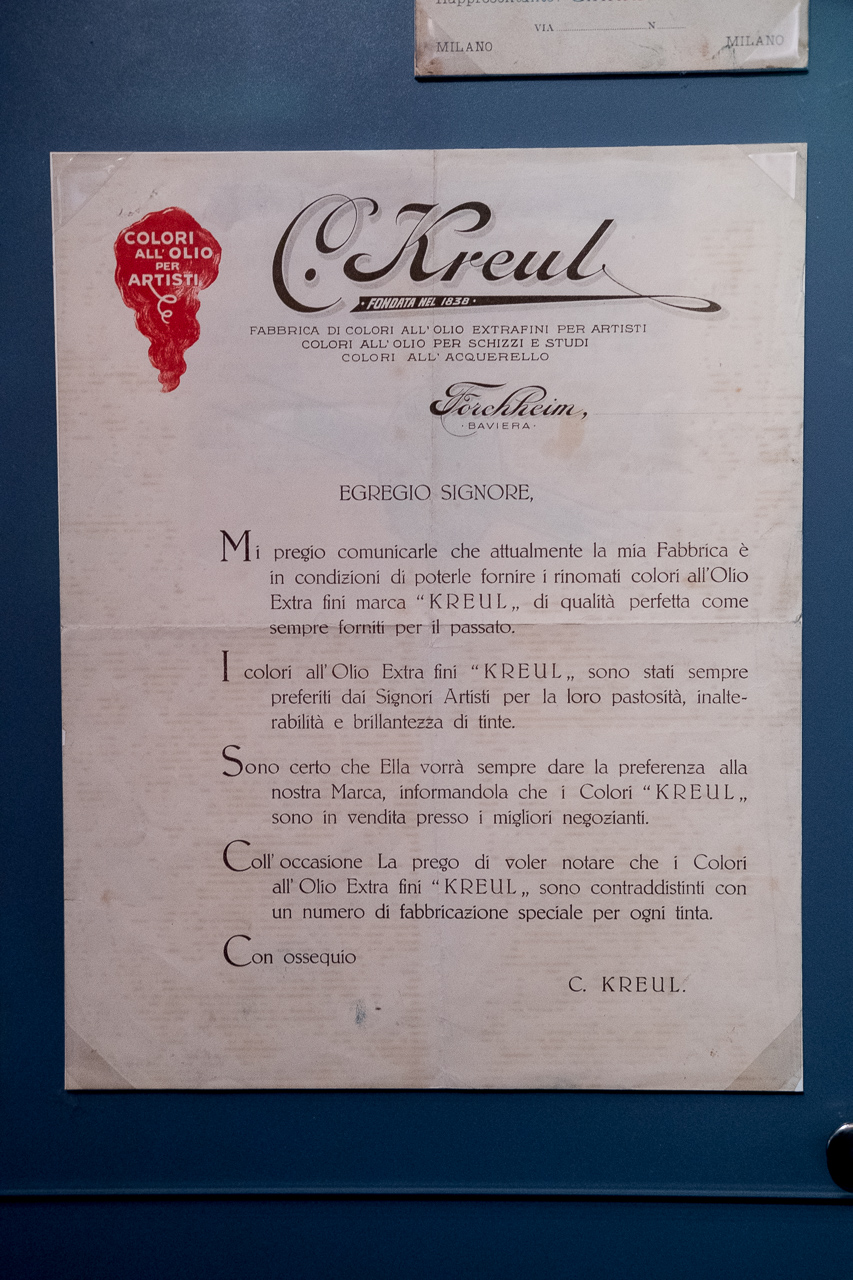 VIA N
MILANO MILANO
COLORI
ALL'OLIO
PER
ARTISTI
C. Kreul
· FONDATA NEL 1838 ·
FABBRICA DI COLORI ALL'OLIO EXTRAFINI PER ARTISTI
COLORI ALL'OLIO PER SCHIZZI E STUDI
COLORI ALL'ACQUERELLO
Forchheim,
· BAVIERA ·
EGREGIO SIGNORE,
Mi pregio comunicarle che attualmente la mia Fabbrica è
in condizioni di poterle fornire i rinomati colori all'Olio
Extra fini marca “KREUL„ di qualità perfetta come
sempre forniti per il passato.
I colori all'Olio Extra fini “KREUL„ sono stati sempre
preferiti dai Signori Artisti per la loro pastosità, inalte-
rabilità e brillantezza di tinte.
Sono certo che Ella vorrà sempre dare la preferenza alla
nostra Marca, informandola che i Colori “KREUL„
sono in vendita presso i migliori negozianti.
Coll'occasione La prego di voler notare che i Colori
all'Olio Extra fini “KREUL„ sono contraddistinti con
un numero di fabbricazione speciale per ogni tinta.
Con ossequio
C. KREUL.